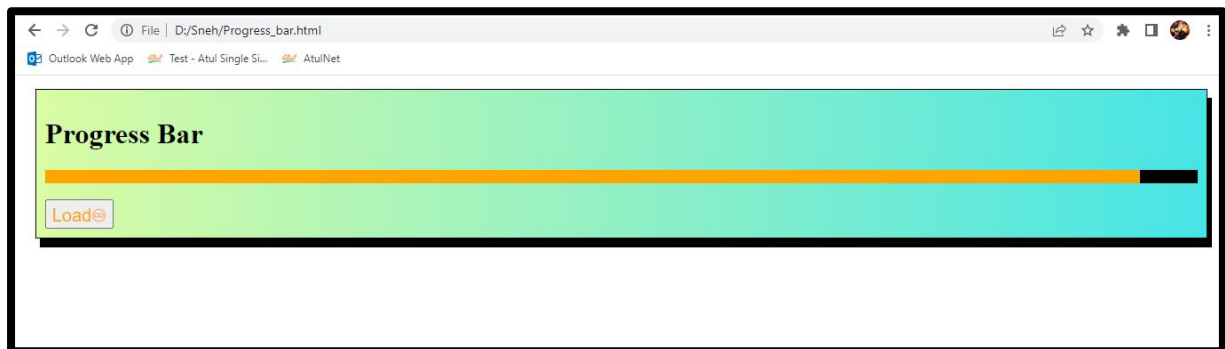 File | D:/Sneh/Progress_bar.html
Outlook Web App Test - Atul Single Si... AtulNet
Progress Bar
Load♾